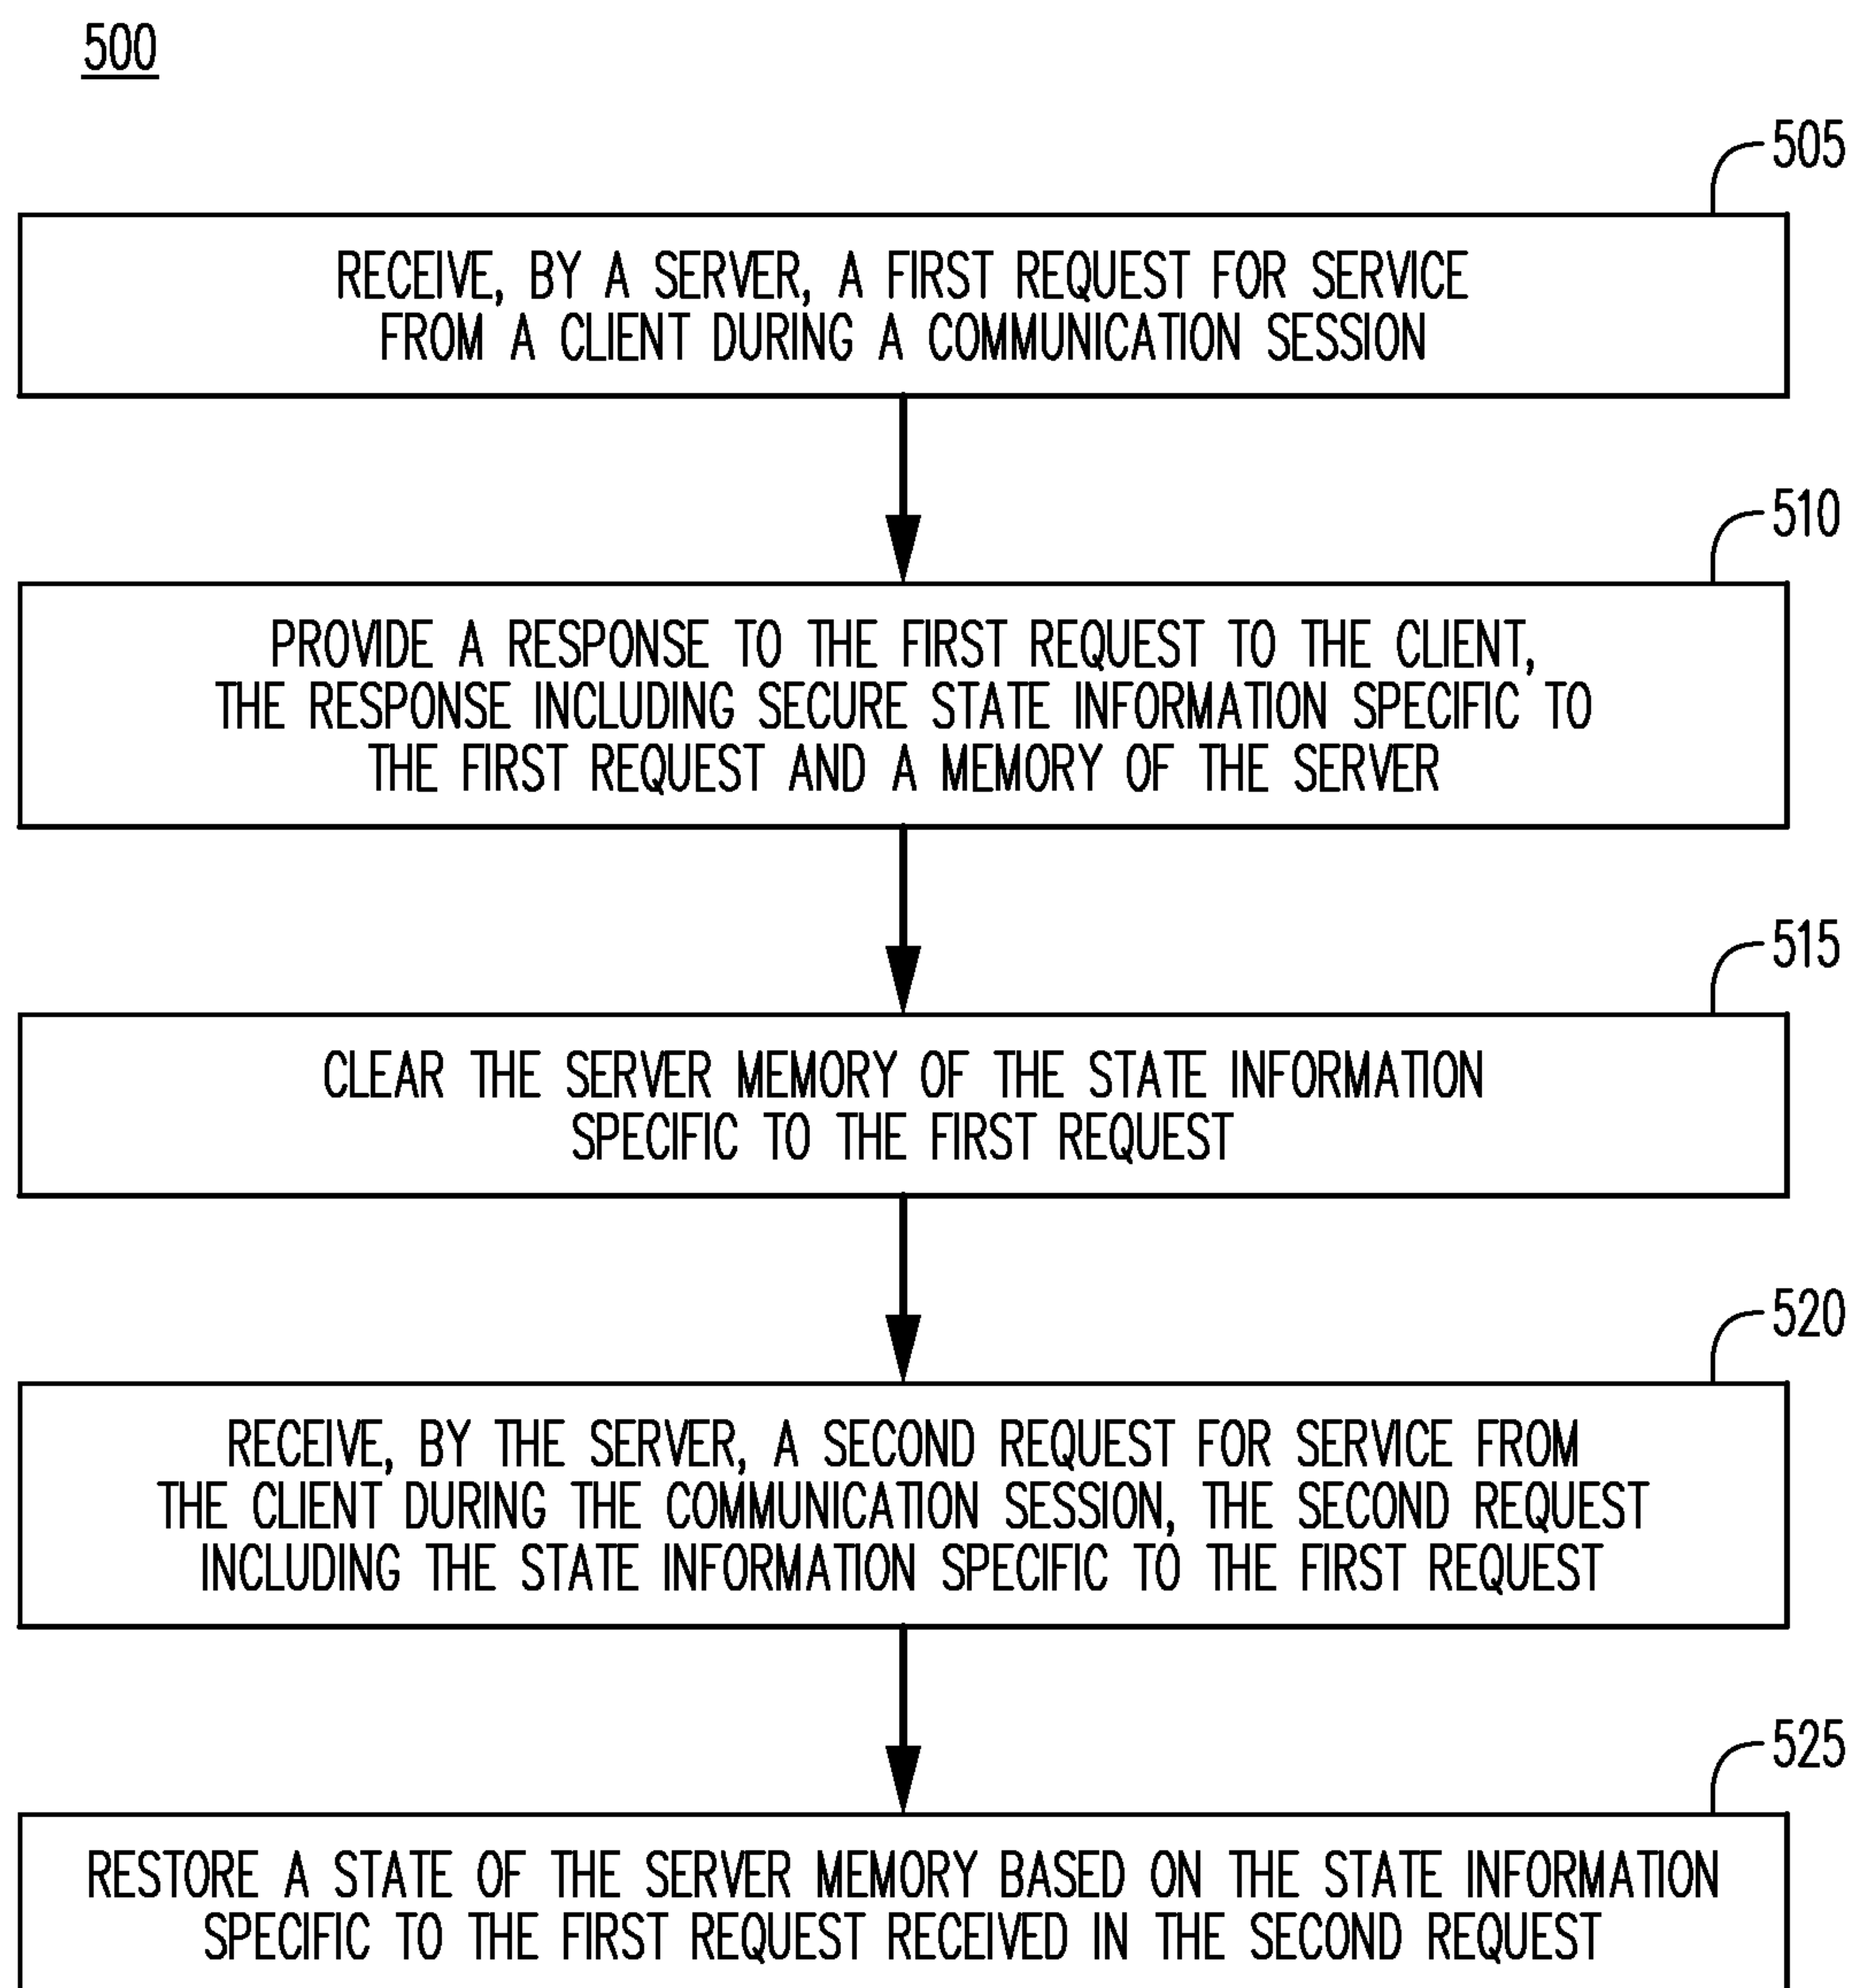 500
505
RECEIVE, BY A SERVER, A FIRST REQUEST FOR SERVICE
FROM A CLIENT DURING A COMMUNICATION SESSION
510
PROVIDE A RESPONSE TO THE FIRST REQUEST TO THE CLIENT,
THE RESPONSE INCLUDING SECURE STATE INFORMATION SPECIFIC TO
THE FIRST REQUEST AND A MEMORY OF THE SERVER
515
CLEAR THE SERVER MEMORY OF THE STATE INFORMATION
SPECIFIC TO THE FIRST REQUEST
520
RECEIVE, BY THE SERVER, A SECOND REQUEST FOR SERVICE FROM
THE CLIENT DURING THE COMMUNICATION SESSION, THE SECOND REQUEST
INCLUDING THE STATE INFORMATION SPECIFIC TO THE FIRST REQUEST
525
RESTORE A STATE OF THE SERVER MEMORY BASED ON THE STATE INFORMATION
SPECIFIC TO THE FIRST REQUEST RECEIVED IN THE SECOND REQUEST